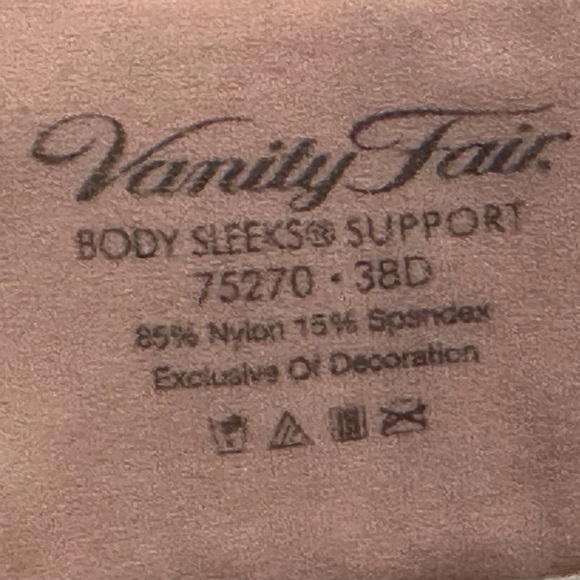 Vanity Fair.
BODY SLEEKS® SUPPORT
75270 · 38D
85% Nylon 15% Spandex
Exclusive Of Decoration